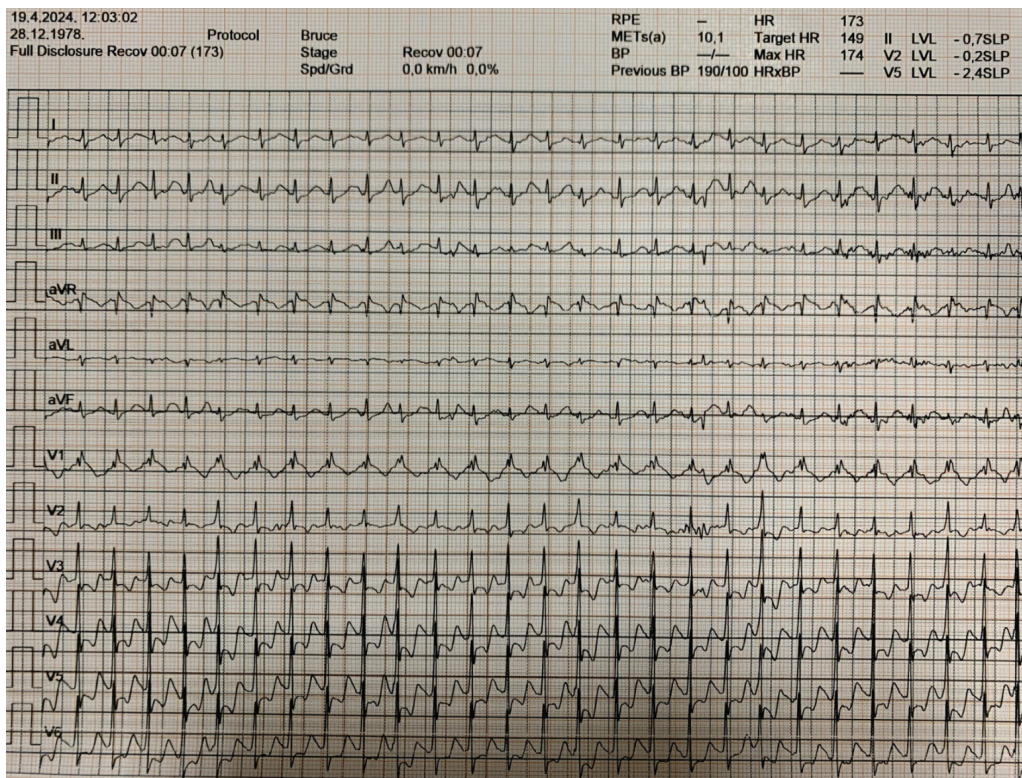 19.4.2024. 12:03:02
28.12.1978. Protocol Bruce
Full Disclosure Recov 00:07 (173) Stage Recov 00:07
Spd/Grd 0,0 km/h 0,0%
RPE – HR 173
METs(a) 10,1 Target HR 149 II LVL - 0,7SLP
BP —/— Max HR 174 V2 LVL - 0,2SLP
Previous BP 190/100 HRxBP — V5 LVL - 2,4SLP
I
II
III
aVR
aVL
aVF
V1
V2
V3
V4
V5
V6